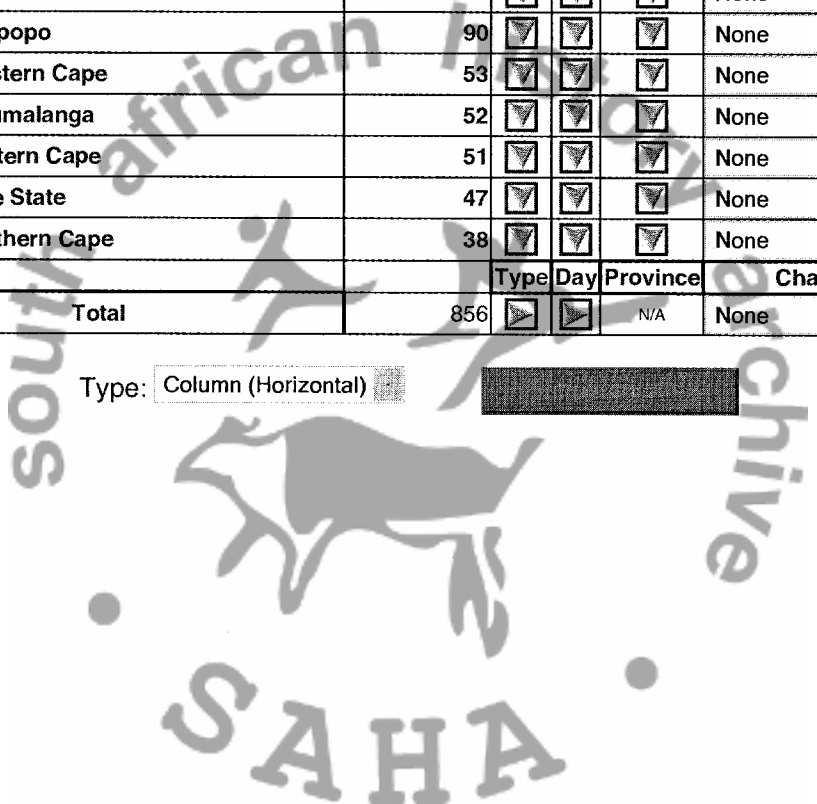 popo 90 None
stern Cape 53 None
umalanga 52 None
tern Cape 51 None
e State 47 None
thern Cape 38 None
Type Day Province Cha
Total 856 N/A None
Type: Column (Horizontal)
south african history archive
SAHA